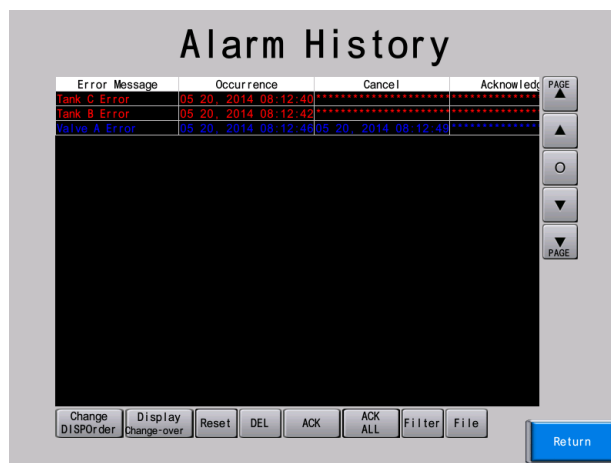 Alarm History
Error Message Occurrence Cancel Acknowledg
Tank C Error 05 20, 2014 08:12:40 ****************
Tank B Error 05 20, 2014 08:12:42 ****************
Valve A Error 05 20, 2014 08:12:46 05 20, 2014 08:12:49
PAGE
O
PAGE
Change
DISPOrder
Display
Change-over
Reset
DEL
ACK
ACK
ALL
Filter
File
Return